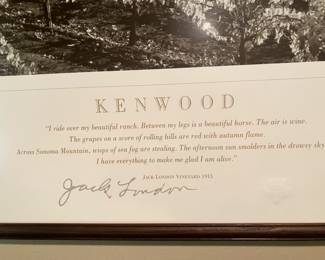 KENWOOD
"I ride over my beautiful ranch. Between my legs is a beautiful horse. The air is wine.
The grapes on a score of rolling hills are red with autumn flame.
Across Sonoma Mountain, wisps of sea fog are stealing. The afternoon sun smolders in the drowsy sky.
I have everything to make me glad I am alive."
JACK LONDON VINEYARD 1915
Jack London